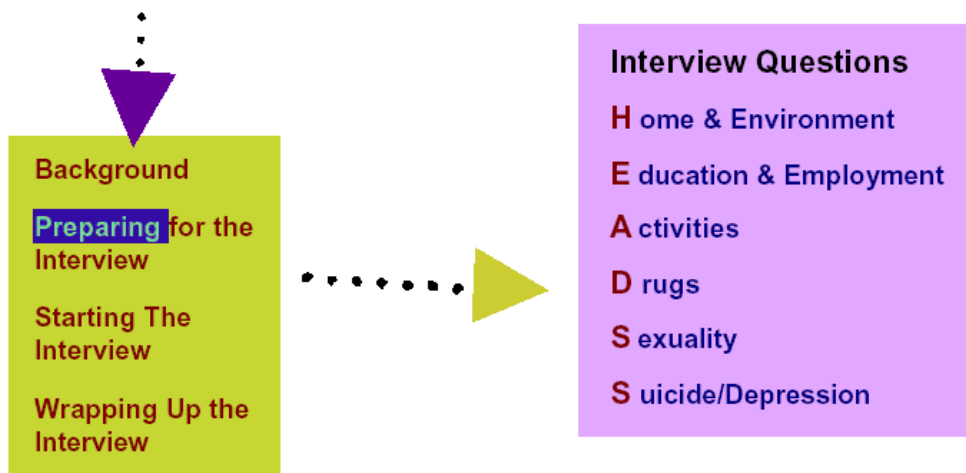 Background
Preparing for the
Interview
Starting The
Interview
Wrapping Up the
Interview
Interview Questions
H ome & Environment
E ducation & Employment
A ctivities
D rugs
S exuality
S uicide/Depression